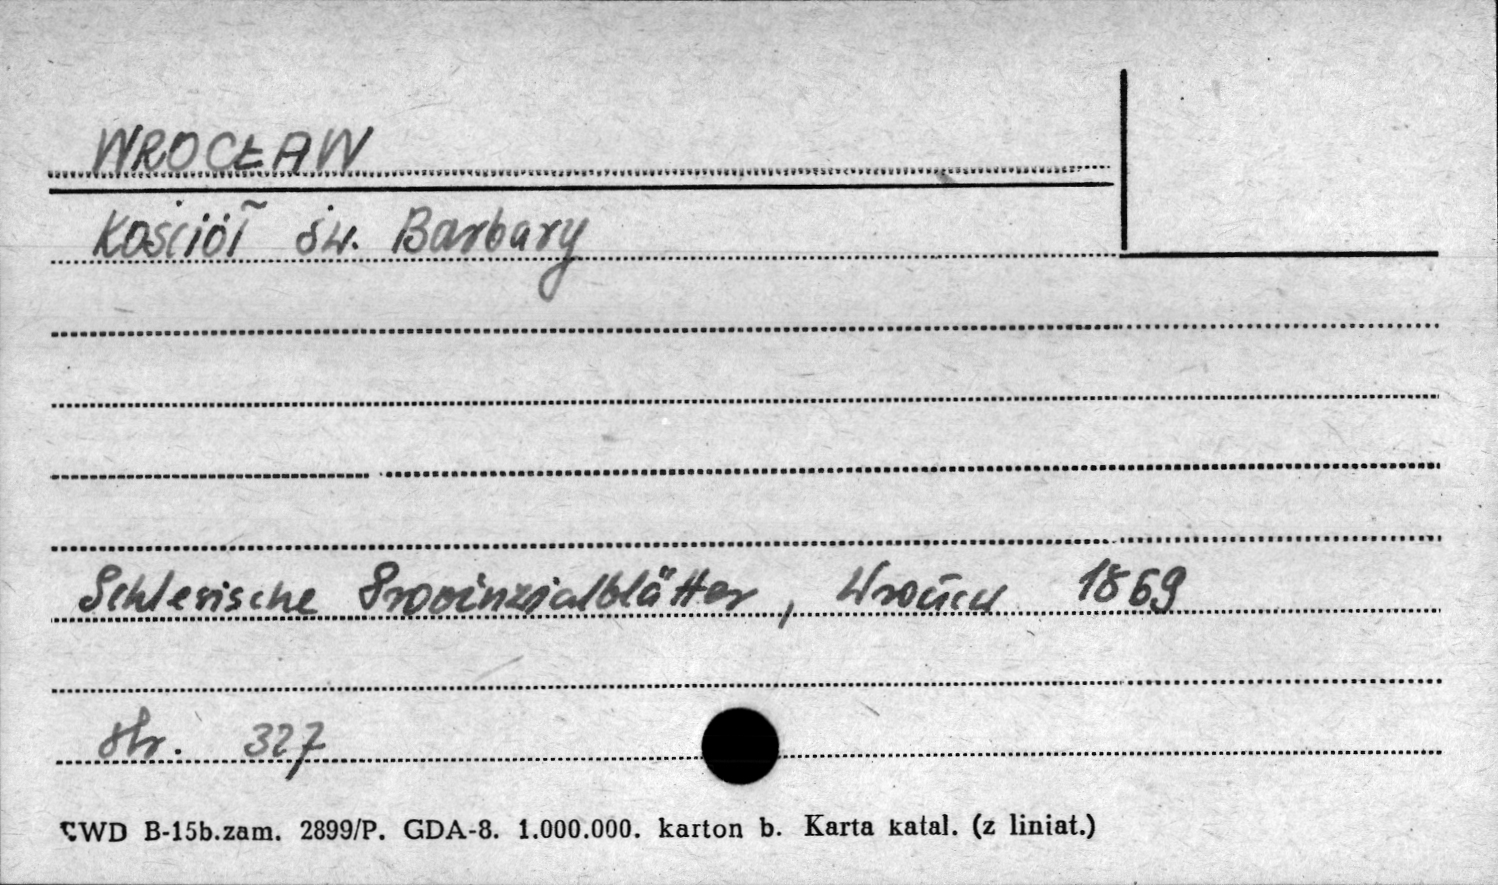 WROCŁAW
Kościół św. Barbary
Schlesische Provinzialblätter, Wrocław 1869
str. 327
CWD B-15b.zam. 2899/P. GDA-8. 1.000.000. karton b. Karta katal. (z liniat.)